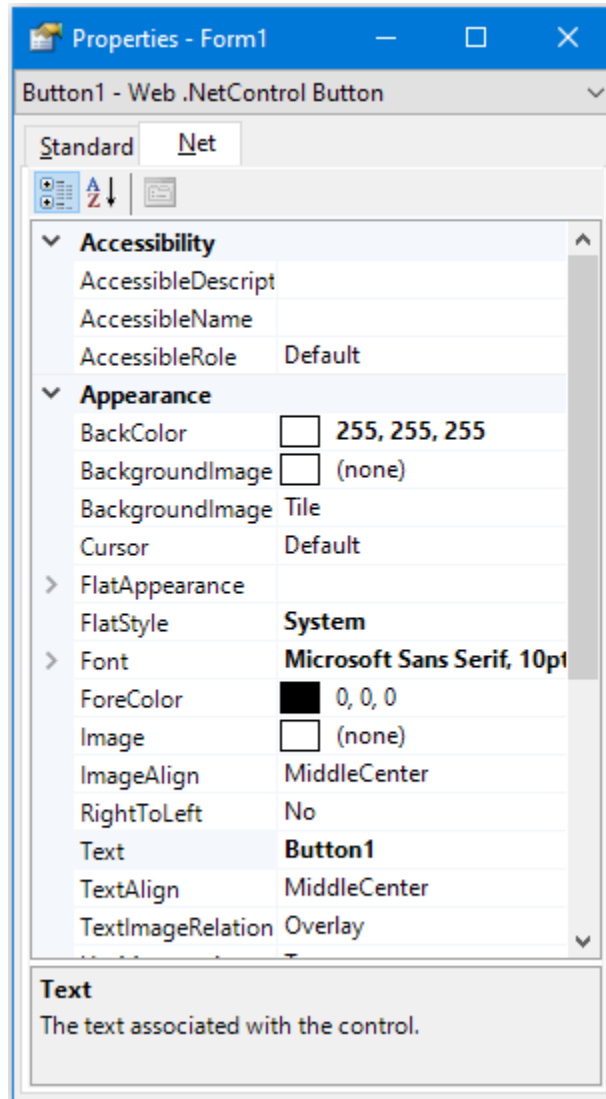 Properties - Form1
Button1 - Web .NetControl Button
Standard Net
Accessibility
AccessibleDescript
AccessibleName
AccessibleRole Default
Appearance
BackColor 255, 255, 255
BackgroundImage (none)
BackgroundImage Tile
Cursor Default
FlatAppearance
FlatStyle System
Font Microsoft Sans Serif, 10pt
ForeColor 0, 0, 0
Image (none)
ImageAlign MiddleCenter
RightToLeft No
Text Button1
TextAlign MiddleCenter
TextImageRelation Overlay
Text
The text associated with the control.